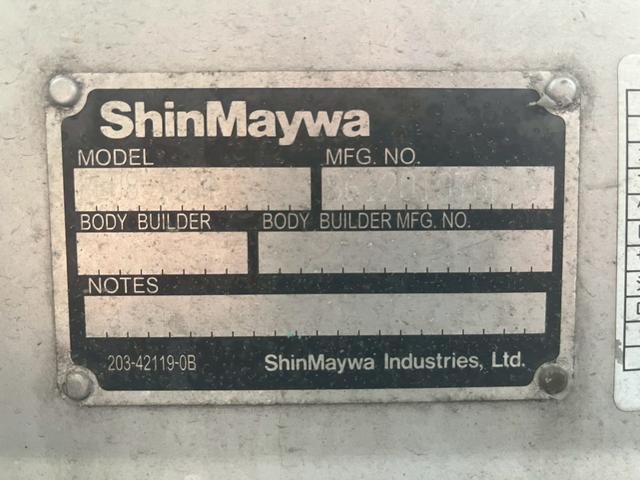 ShinMaywa
MODEL MFG. NO.
BODY BUILDER BODY BUILDER MFG. NO.
NOTES
203-42119-0B ShinMaywa Industries, Ltd.